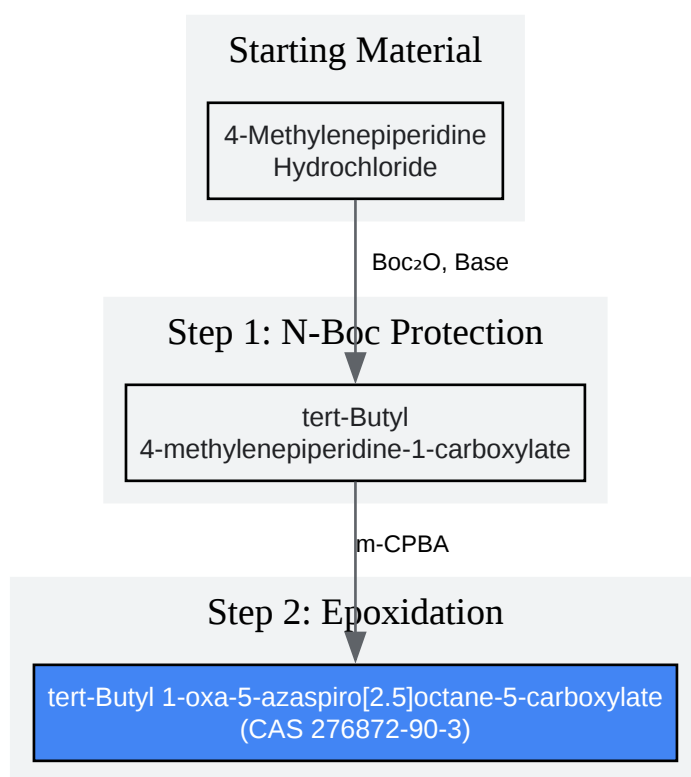 Starting Material
4-Methylenepiperidine
Hydrochloride
Boc₂O, Base
Step 1: N-Boc Protection
tert-Butyl
4-methylenepiperidine-1-carboxylate
m-CPBA
Step 2: Epoxidation
tert-Butyl 1-oxa-5-azaspiro[2.5]octane-5-carboxylate
(CAS 276872-90-3)